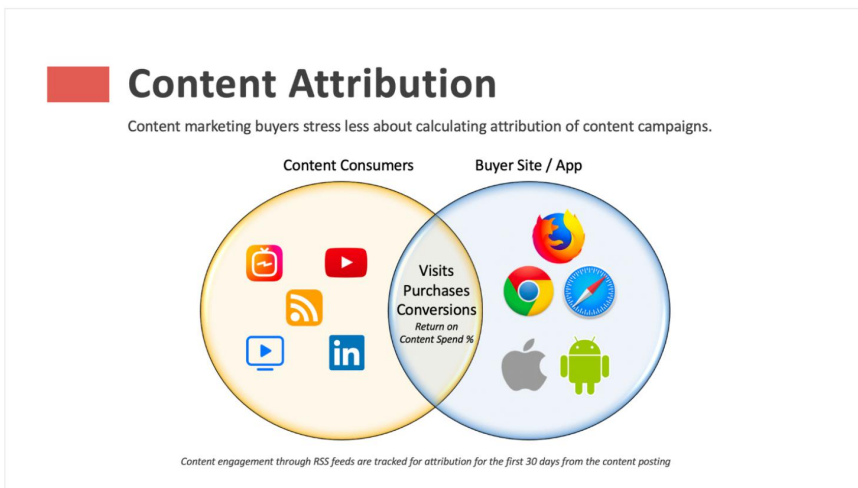 Content Attribution
Content marketing buyers stress less about calculating attribution of content campaigns.
Content Consumers
Buyer Site / App
Visits
Purchases
Conversions
Return on
Content Spend %
in
Content engagement through RSS feeds are tracked for attribution for the first 30 days from the content posting